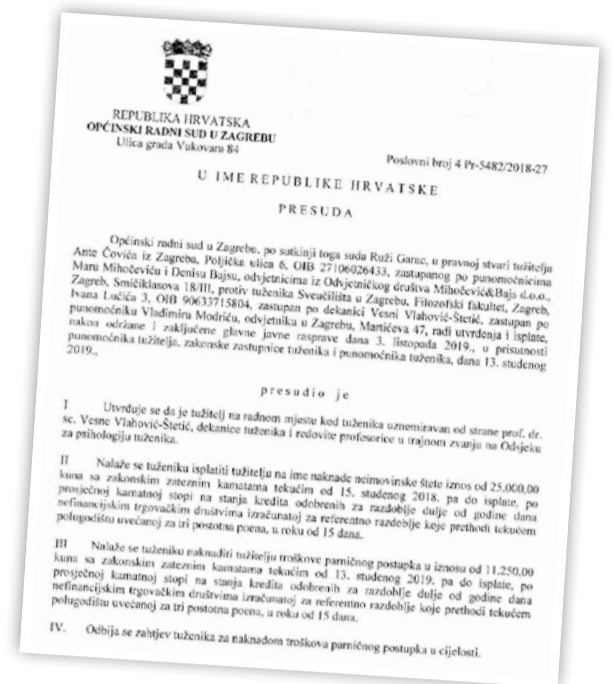 REPUBLIKA HRVATSKA
OPĆINSKI RADNI SUD U ZAGREBU
Ulica grada Vukovara 84
Poslovni broj 4 Pr-5482/2018-27
U IME REPUBLIKE HRVATSKE
PRESUDA
Općinski radni sud u Zagrebu, po sutkinji toga suda Ruži Garac, u pravnoj stvari tužitelja
Ante Čovića iz Zagreba, Poljička ulica 6, OIB 27106026433, zastupanog po punomoćnicima
Maru Mihočeviću i Denisu Bajsu, odvjetnicima iz Odvjetničkog društva Mihočević&Bajs d.o.o.,
Zagreb, Smičiklasova 18/III, protiv tuženika Sveučilišta u Zagrebu, Filozofski fakultet, Zagreb,
Ivana Lučića 3, OIB 90633715804, zastupan po dekanici Vesni Vlahović-Štetić, zastupan po
punomoćniku Vladimiru Modriću, odvjetniku u Zagrebu, Martićeva 47, radi utvrđenja i isplate,
nakon održane i zaključene glavne javne rasprave dana 3. listopada 2019., u prisutnosti
punomoćnika tužitelja, zakonske zastupnice tuženika i punomoćnika tuženika, dana 13. studenog
2019.,
presudio je
I Utvrđuje se da je tužitelj na radnom mjestu kod tuženika uznemiravan od strane prof. dr.
sc. Vesne Vlahović-Štetić, dekanice tuženika i redovite profesorice u trajnom zvanju na Odsjeku
za psihologiju tuženika.
II Nalaže se tuženiku isplatiti tužitelju na ime naknade neimovinske štete iznos od 25.000,00
kuna sa zakonskim zateznim kamatama tekućim od 15. studenog 2018. pa do isplate, po
prosječnoj kamatnoj stopi na stanja kredita odobrenih za razdoblje dulje od godine dana
nefinancijskim trgovačkim društvima izračunatoj za referentno razdoblje koje prethodi tekućem
polugodištu uvećanoj za tri postotna poena, u roku od 15 dana.
III Nalaže se tuženiku naknaditi tužitelju troškove parničnog postupka u iznosu od 11.250,00
kuna sa zakonskim zateznim kamatama tekućim od 13. studenog 2019. pa do isplate, po
prosječnoj kamatnoj stopi na stanja kredita odobrenih za razdoblje dulje od godine dana
nefinancijskim trgovačkim društvima izračunatoj za referentno razdoblje koje prethodi tekućem
polugodištu uvećanoj za tri postotna poena, u roku od 15 dana.
IV. Odbija se zahtjev tuženika za naknadom troškova parničnog postupka u cijelosti.